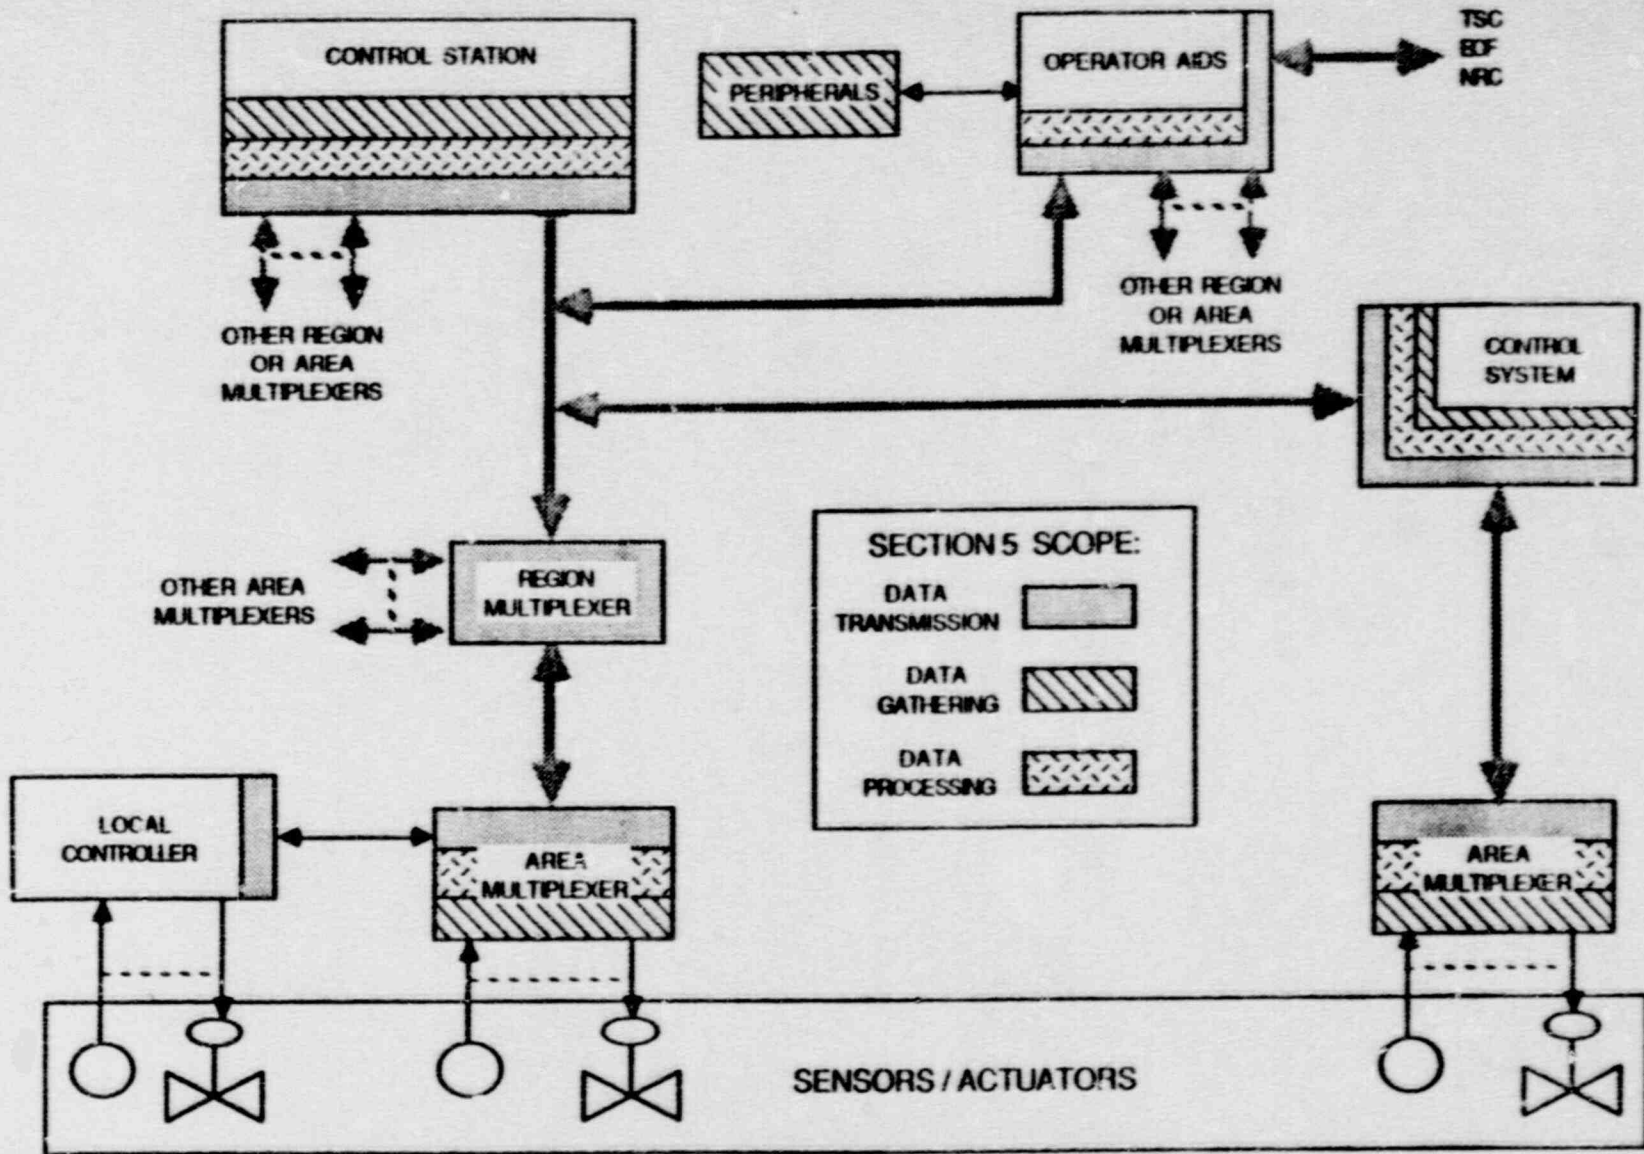 CONTROL STATION
PERIPHERALS
OPERATOR AIDS
TSC
EOF
NRC
OTHER REGION
OR AREA
MULTIPLEXERS
OTHER REGION
OR AREA
MULTIPLEXERS
CONTROL
SYSTEM
OTHER AREA
MULTIPLEXERS
REGION
MULTIPLEXER
SECTION 5 SCOPE:
DATA
TRANSMISSION
DATA
GATHERING
DATA
PROCESSING
LOCAL
CONTROLLER
AREA
MULTIPLEXER
AREA
MULTIPLEXER
SENSORS / ACTUATORS